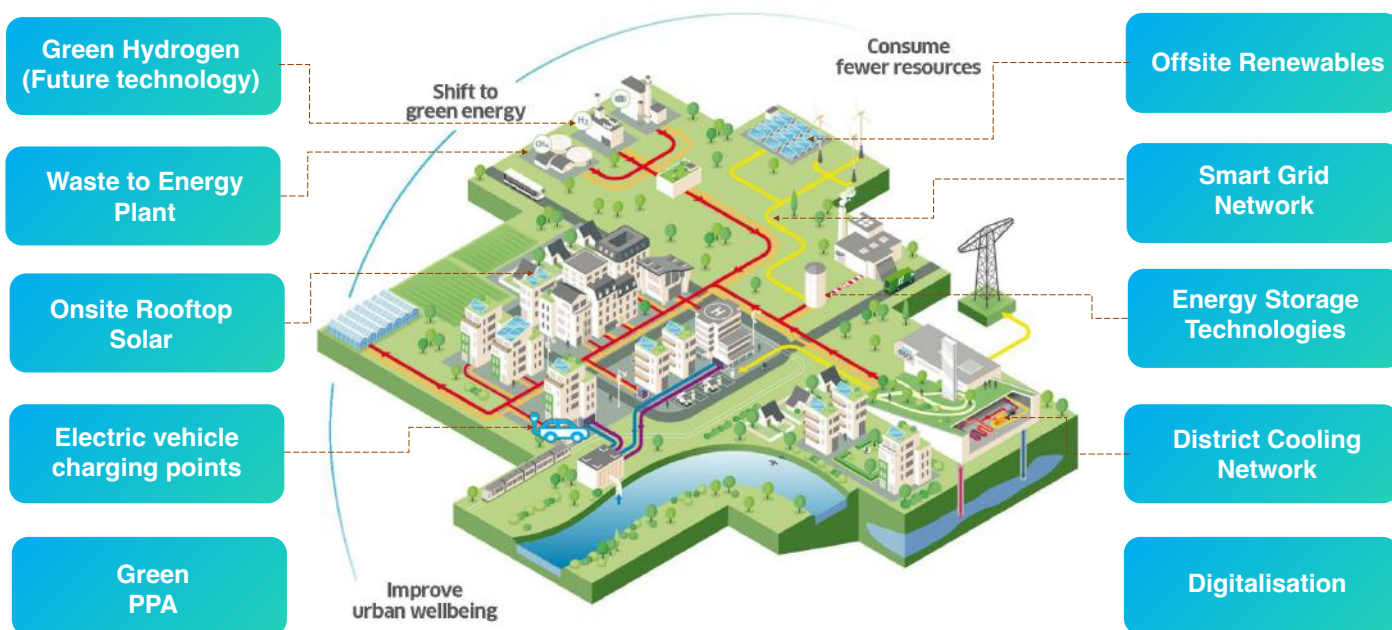 Green Hydrogen
(Future technology)
Waste to Energy
Plant
Onsite Rooftop
Solar
Electric vehicle
charging points
Green
PPA
Shift to
green energy
Consume
fewer resources
Improve
urban wellbeing
H₂
CH₄
H
Offsite Renewables
Smart Grid
Network
Energy Storage
Technologies
District Cooling
Network
Digitalisation